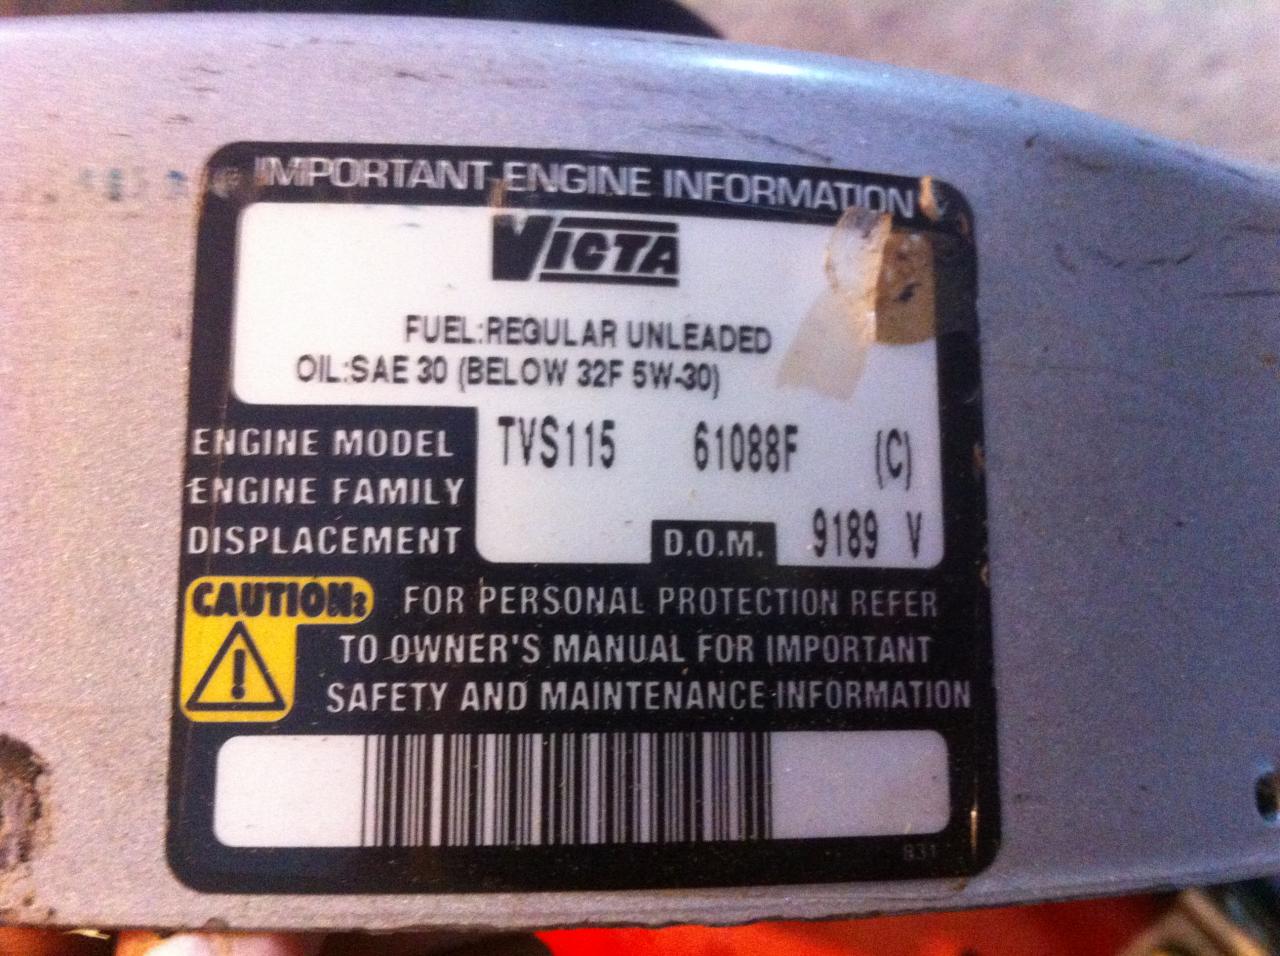 IMPORTANT ENGINE INFORMATION
VICTA
FUEL:REGULAR UNLEADED
OIL:SAE 30 (BELOW 32F 5W-30)
ENGINE MODEL TVS115 61088F (C)
ENGINE FAMILY
DISPLACEMENT D.O.M. 9189 V
CAUTION: FOR PERSONAL PROTECTION REFER
TO OWNER'S MANUAL FOR IMPORTANT
SAFETY AND MAINTENANCE INFORMATION
831